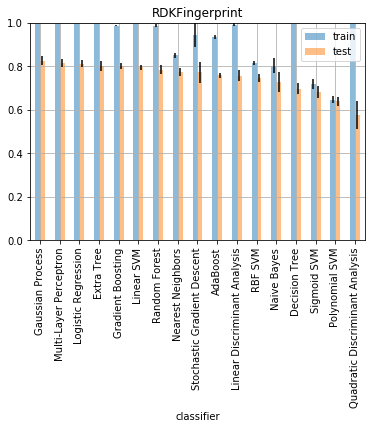 RDKFingerprint
train
test
1.0
0.8
0.6
0.4
0.2
0.0
Gaussian Process
Multi-Layer Perceptron
Logistic Regression
Extra Tree
Gradient Boosting
Linear SVM
Random Forest
Nearest Neighbors
Stochastic Gradient Descent
AdaBoost
Linear Discriminant Analysis
RBF SVM
Naive Bayes
Decision Tree
Sigmoid SVM
Polynomial SVM
Quadratic Discriminant Analysis
classifier